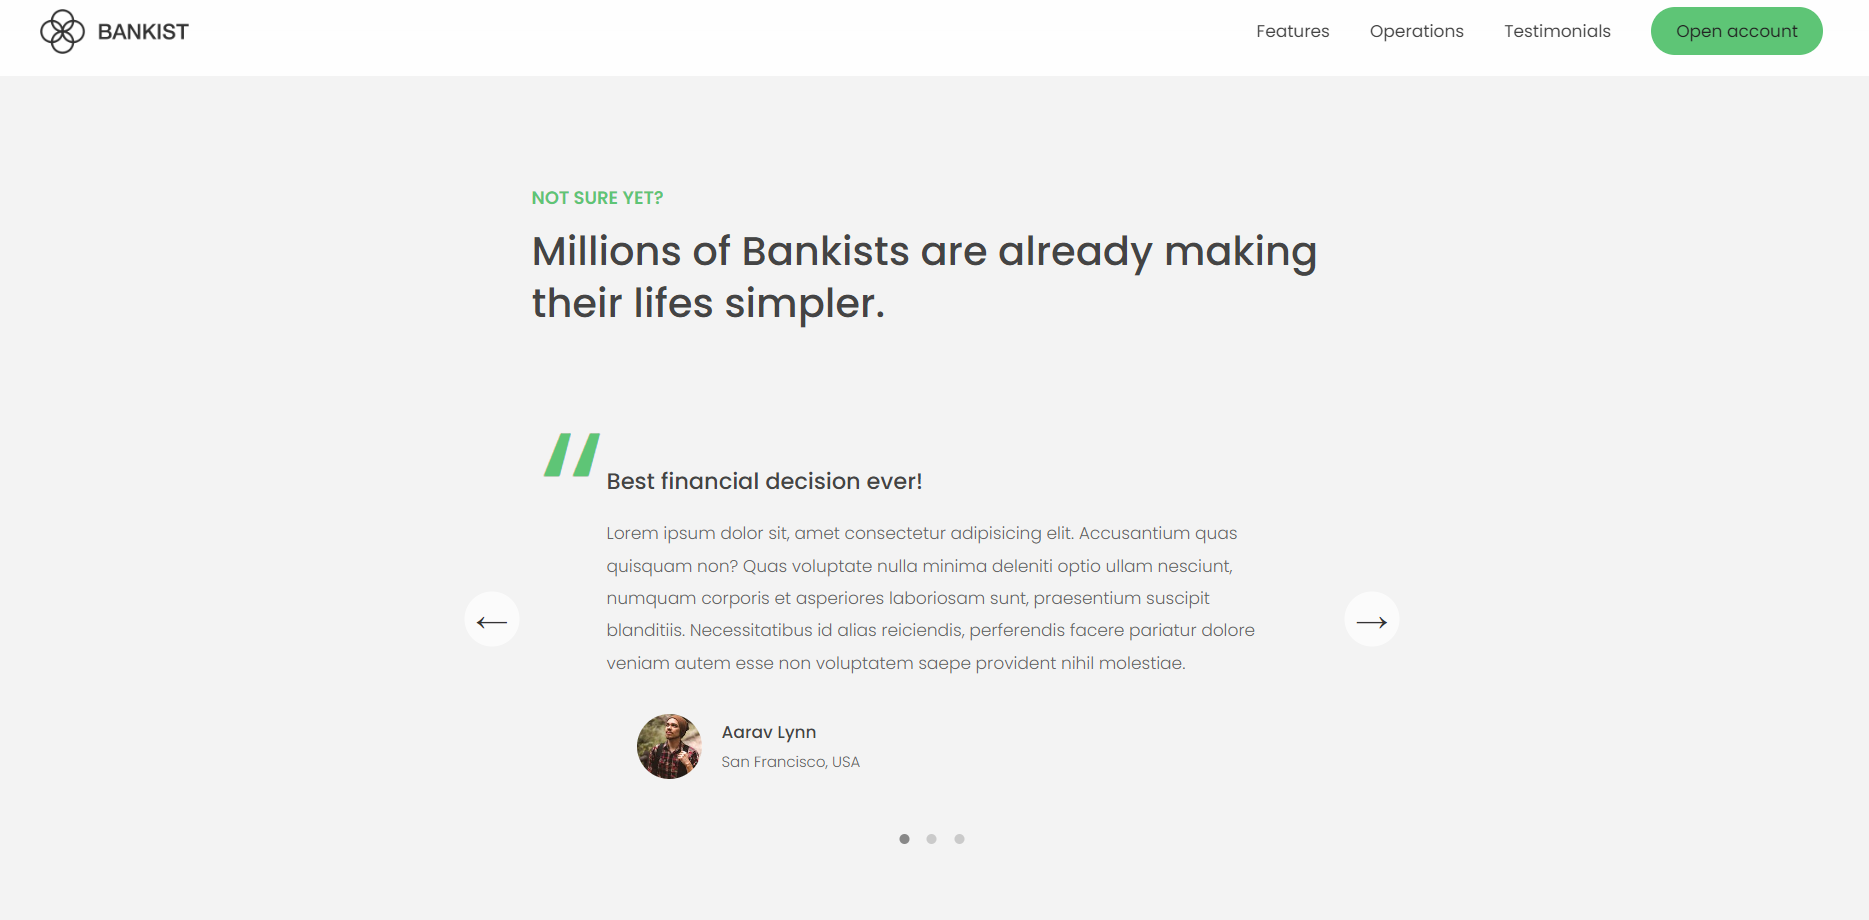 BANKIST
Features
Operations
Testimonials
Open account
NOT SURE YET?
Millions of Bankists are already making
their lifes simpler.
“
Best financial decision ever!
Lorem ipsum dolor sit, amet consectetur adipisicing elit. Accusantium quas
quisquam non? Quas voluptate nulla minima deleniti optio ullam nesciunt,
numquam corporis et asperiores laboriosam sunt, praesentium suscipit
blanditiis. Necessitatibus id alias reiciendis, perferendis facere pariatur dolore
veniam autem esse non voluptatem saepe provident nihil molestiae.
←
→
Aarav Lynn
San Francisco, USA